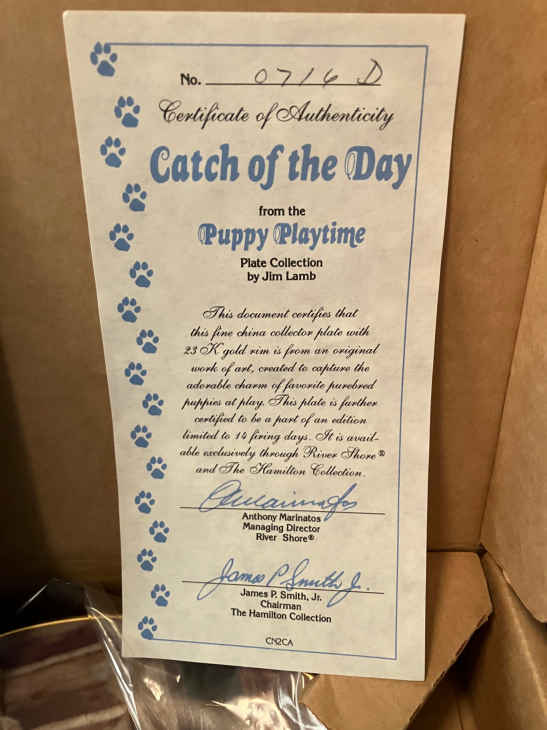 No. 0716 D
Certificate of Authenticity
Catch of the Day
from the
Puppy Playtime
Plate Collection
by Jim Lamb
This document certifies that
this fine china collector plate with
23 K gold rim is from an original
work of art, created to capture the
adorable charm of favorite purebred
puppies at play. This plate is further
certified to be a part of an edition
limited to 14 firing days. It is avail-
able exclusively through River Shore®
and The Hamilton Collection.
AMarinatos
Anthony Marinatos
Managing Director
River Shore®
James P Smith Jr.
James P. Smith, Jr.
Chairman
The Hamilton Collection
CN2CA